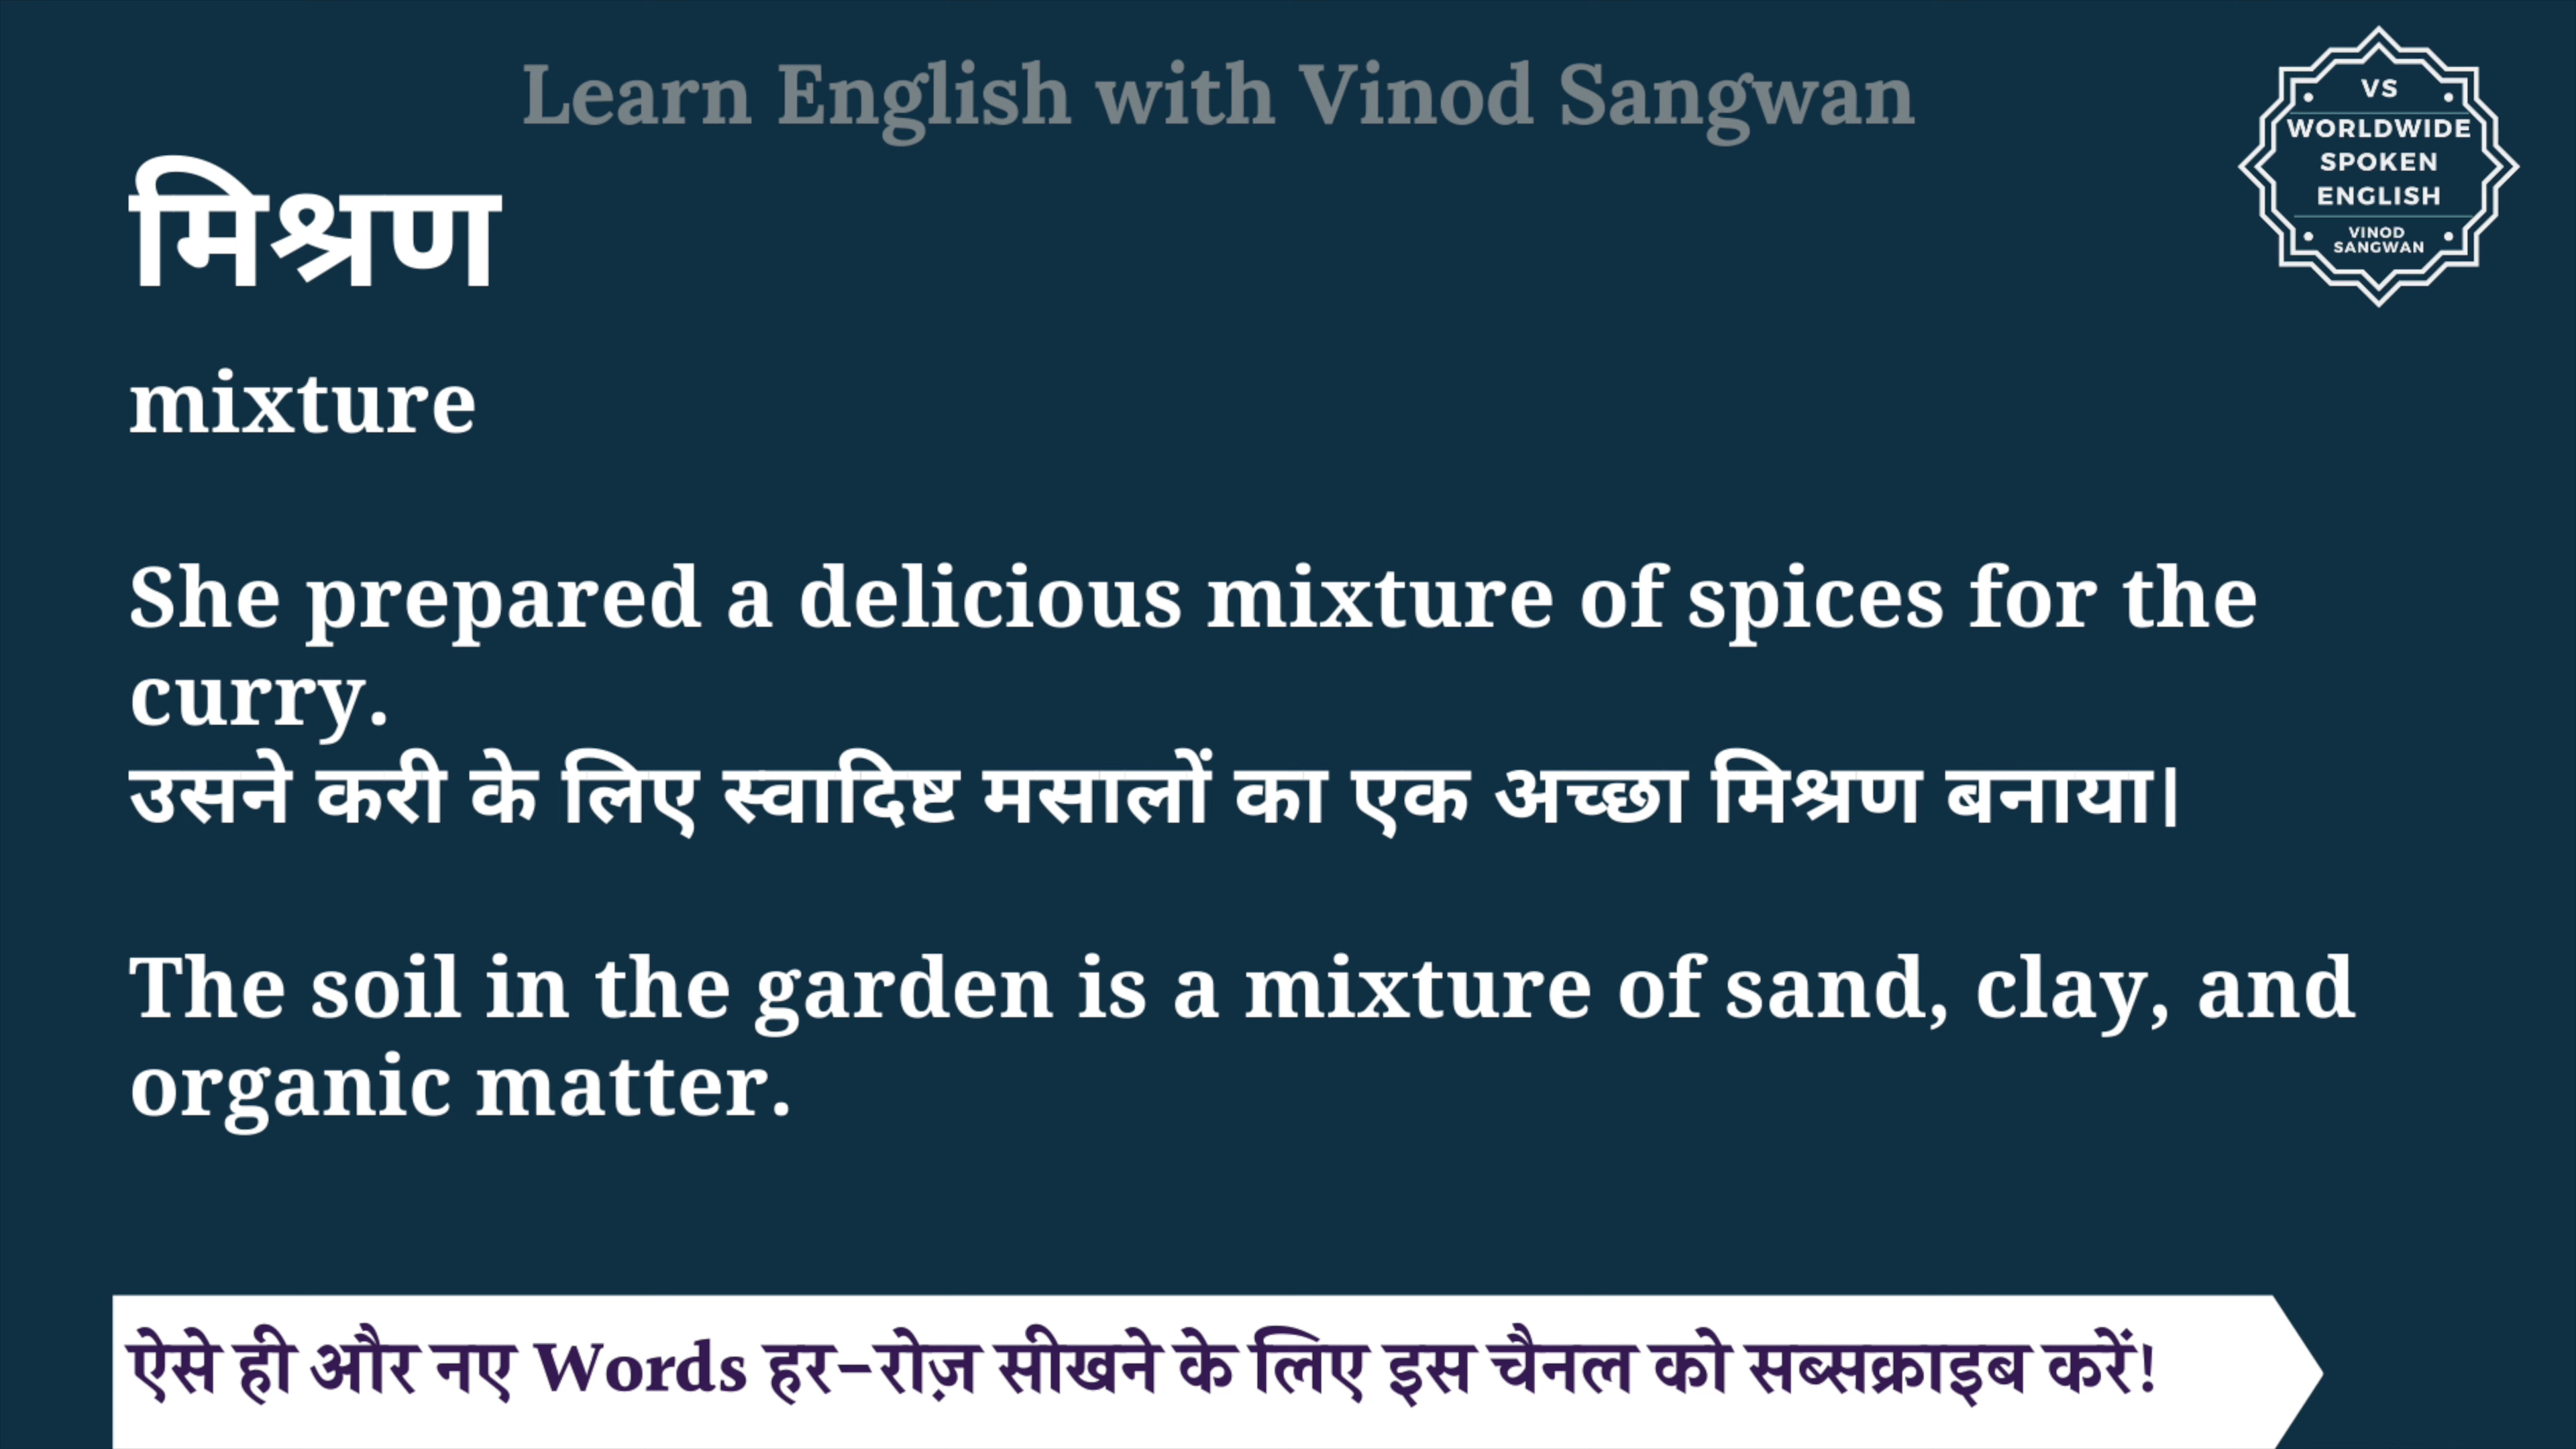 Learn English with Vinod Sangwan
VS
WORLDWIDE
SPOKEN
ENGLISH
VINOD
SANGWAN
मिश्रण
mixture
She prepared a delicious mixture of spices for the
curry.
उसने करी के लिए स्वादिष्ट मसालों का एक अच्छा मिश्रण बनाया।
The soil in the garden is a mixture of sand, clay, and
organic matter.
ऐसे ही और नए Words हर-रोज़ सीखने के लिए इस चैनल को सब्सक्राइब करें!